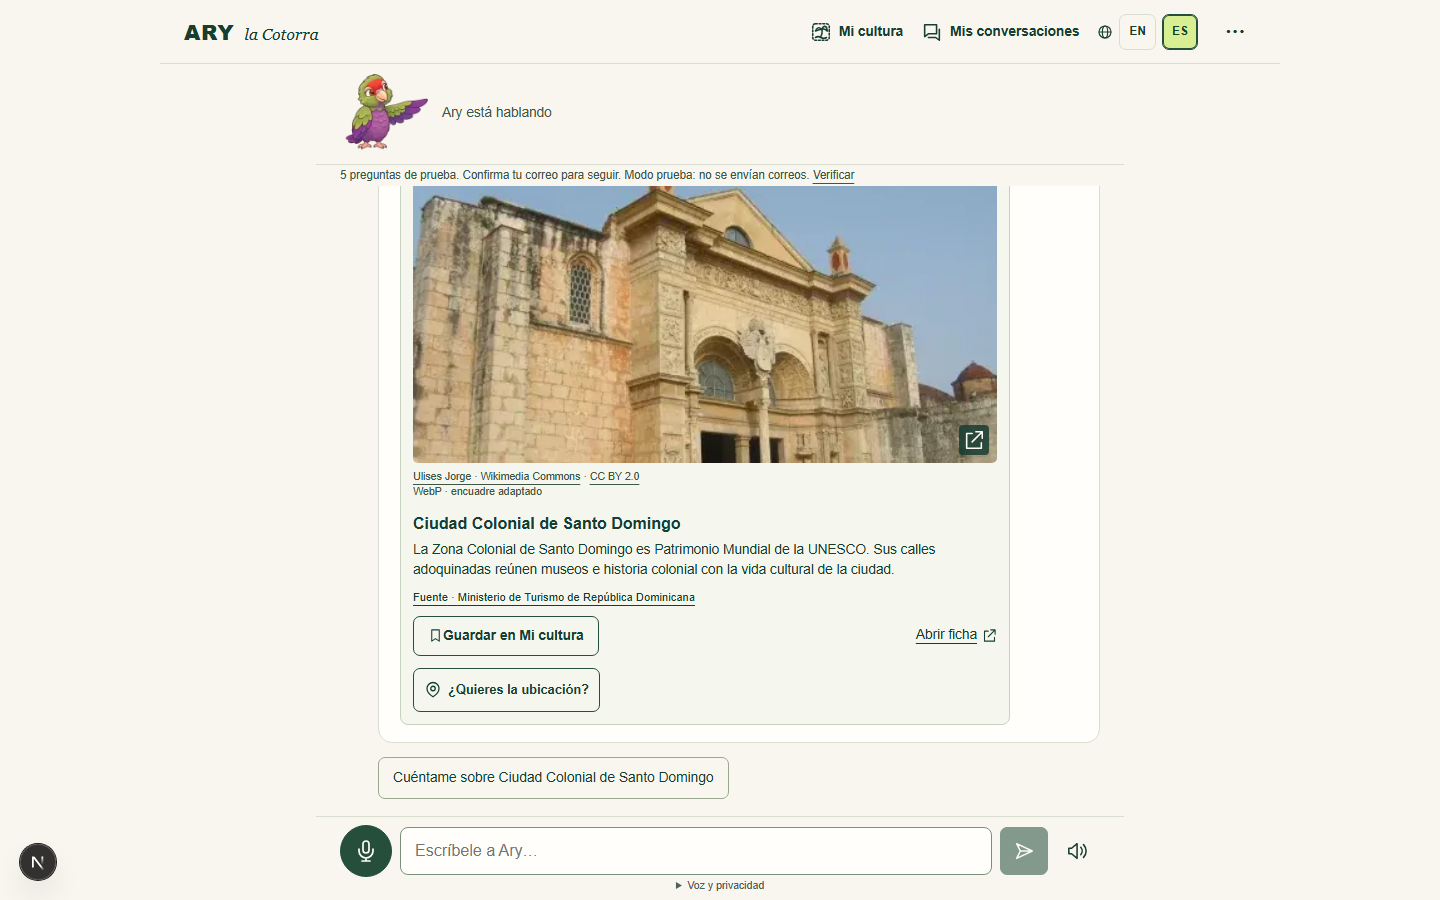 ARY la Cotorra
Mi cultura
Mis conversaciones
EN
ES
Ary está hablando
5 preguntas de prueba. Confirma tu correo para seguir. Modo prueba: no se envían correos. Verificar
Ulises Jorge · Wikimedia Commons · CC BY 2.0
WebP · encuadre adaptado
Ciudad Colonial de Santo Domingo
La Zona Colonial de Santo Domingo es Patrimonio Mundial de la UNESCO. Sus calles
adoquinadas reúnen museos e historia colonial con la vida cultural de la ciudad.
Fuente · Ministerio de Turismo de República Dominicana
Guardar en Mi cultura
Abrir ficha
¿Quieres la ubicación?
Cuéntame sobre Ciudad Colonial de Santo Domingo
Escríbele a Ary…
N
Voz y privacidad